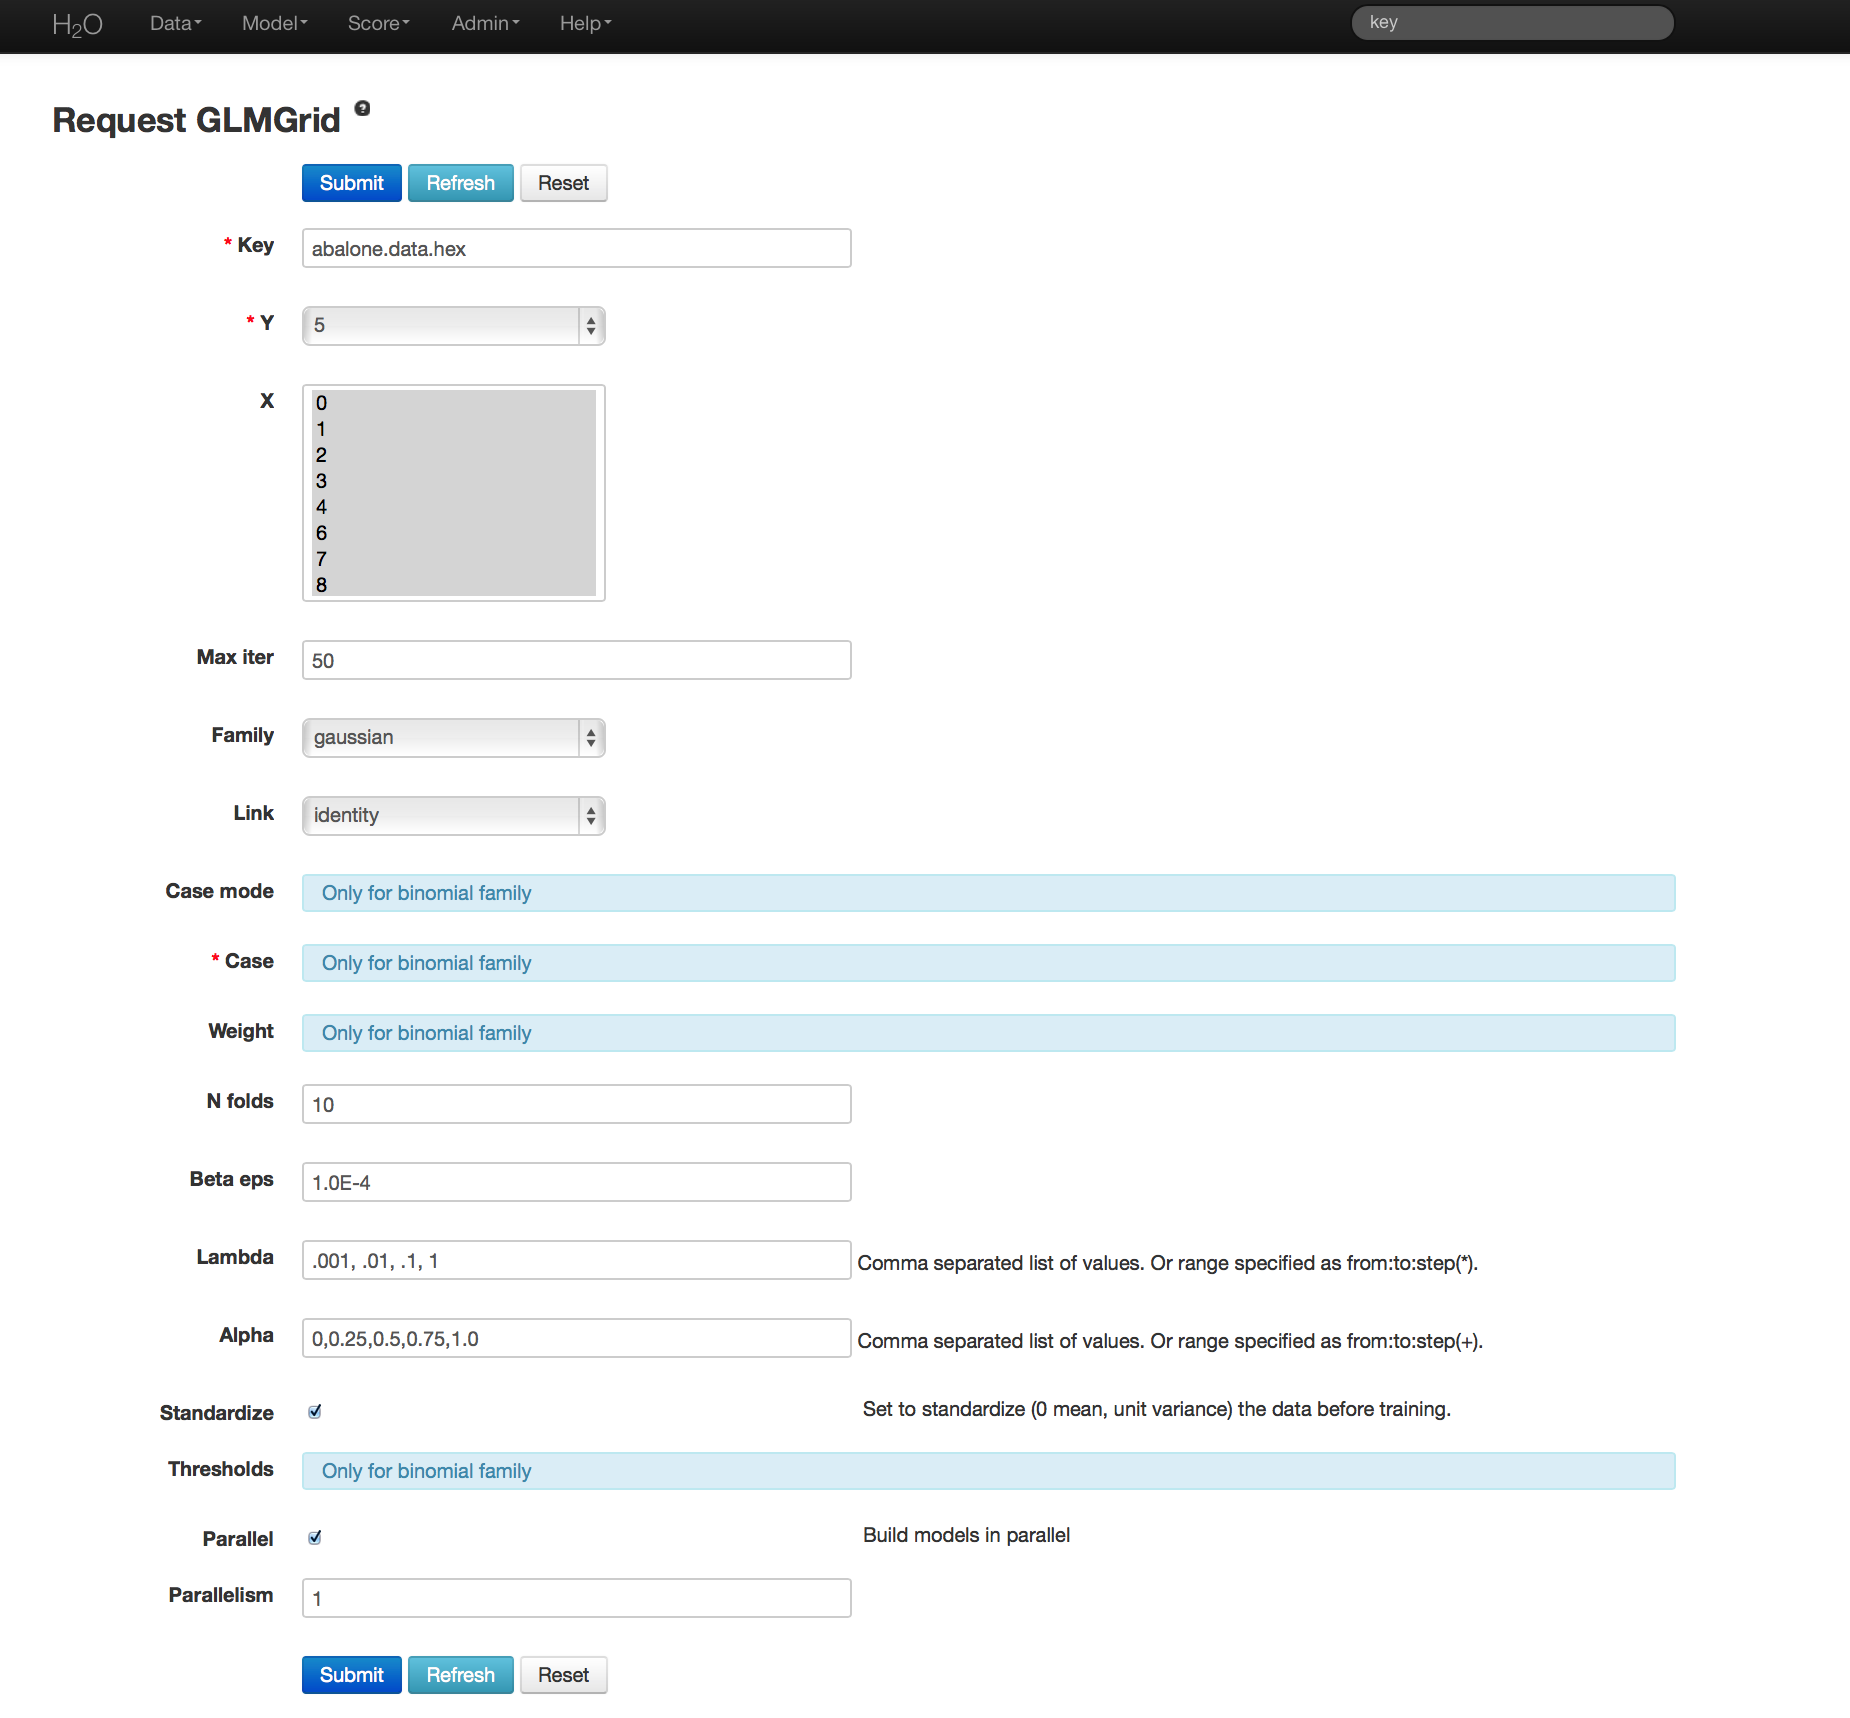 H2O Data Model Score Admin Help key
Request GLMGrid ?
Submit Refresh Reset
* Key abalone.data.hex
* Y 5
X 0
1
2
3
4
6
7
8
Max iter 50
Family gaussian
Link identity
Case mode Only for binomial family
* Case Only for binomial family
Weight Only for binomial family
N folds 10
Beta eps 1.0E-4
Lambda .001, .01, .1, 1 Comma separated list of values. Or range specified as from:to:step(*).
Alpha 0,0.25,0.5,0.75,1.0 Comma separated list of values. Or range specified as from:to:step(+).
Standardize Set to standardize (0 mean, unit variance) the data before training.
Thresholds Only for binomial family
Parallel Build models in parallel
Parallelism 1
Submit Refresh Reset